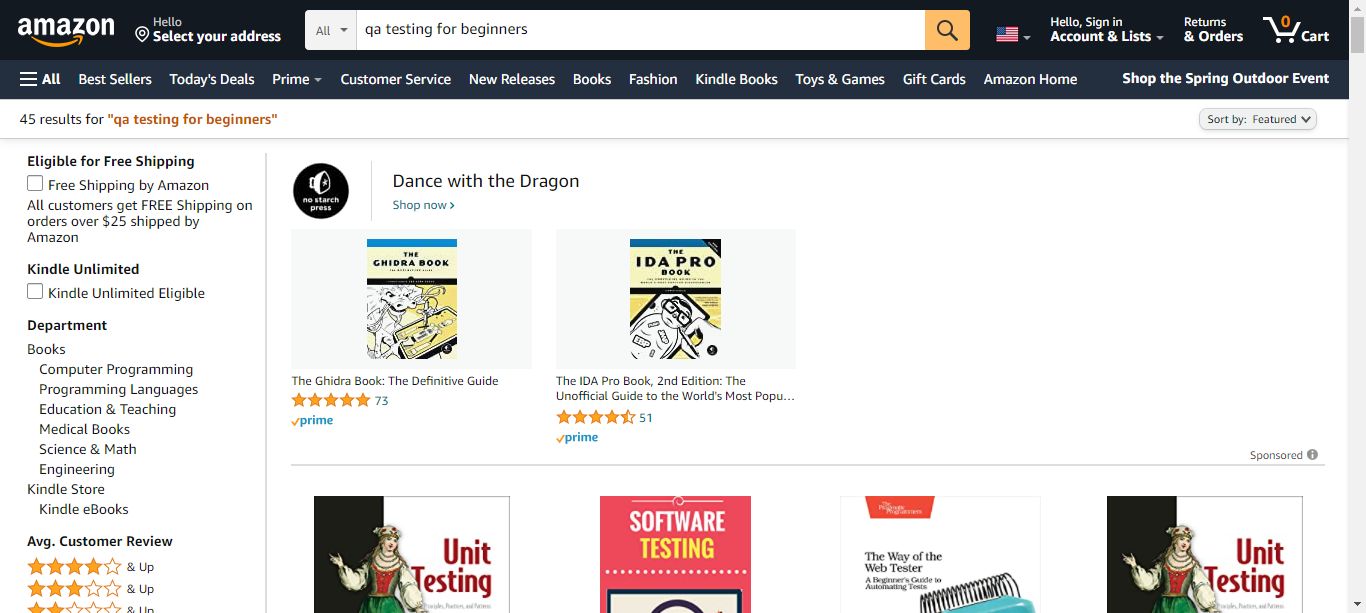 amazon
Hello
Select your address
All
qa testing for beginners
Hello, Sign in
Account & Lists
Returns
& Orders
0
Cart
All
Best Sellers
Today's Deals
Prime
Customer Service
New Releases
Books
Fashion
Kindle Books
Toys & Games
Gift Cards
Amazon Home
Shop the Spring Outdoor Event
45 results for "qa testing for beginners"
Sort by: Featured
Eligible for Free Shipping
Free Shipping by Amazon
All customers get FREE Shipping on
orders over $25 shipped by
Amazon
Kindle Unlimited
Kindle Unlimited Eligible
Department
Books
Computer Programming
Programming Languages
Education & Teaching
Medical Books
Science & Math
Engineering
Kindle Store
Kindle eBooks
Avg. Customer Review
& Up
& Up
& Up
no starch
press
Dance with the Dragon
Shop now
THE
GHIDRA BOOK
THE
IDA PRO
BOOK
The Ghidra Book: The Definitive Guide
73
prime
The IDA Pro Book, 2nd Edition: The
Unofficial Guide to the World's Most Popu...
51
prime
Sponsored
Unit
Testing
Principles, Practices, and Patterns
SOFTWARE
TESTING
The Pragmatic
Programmers
The Way of the
Web Tester
A Beginner's Guide to
Automating Tests
Unit
Testing
Principles, Practices, and Patterns